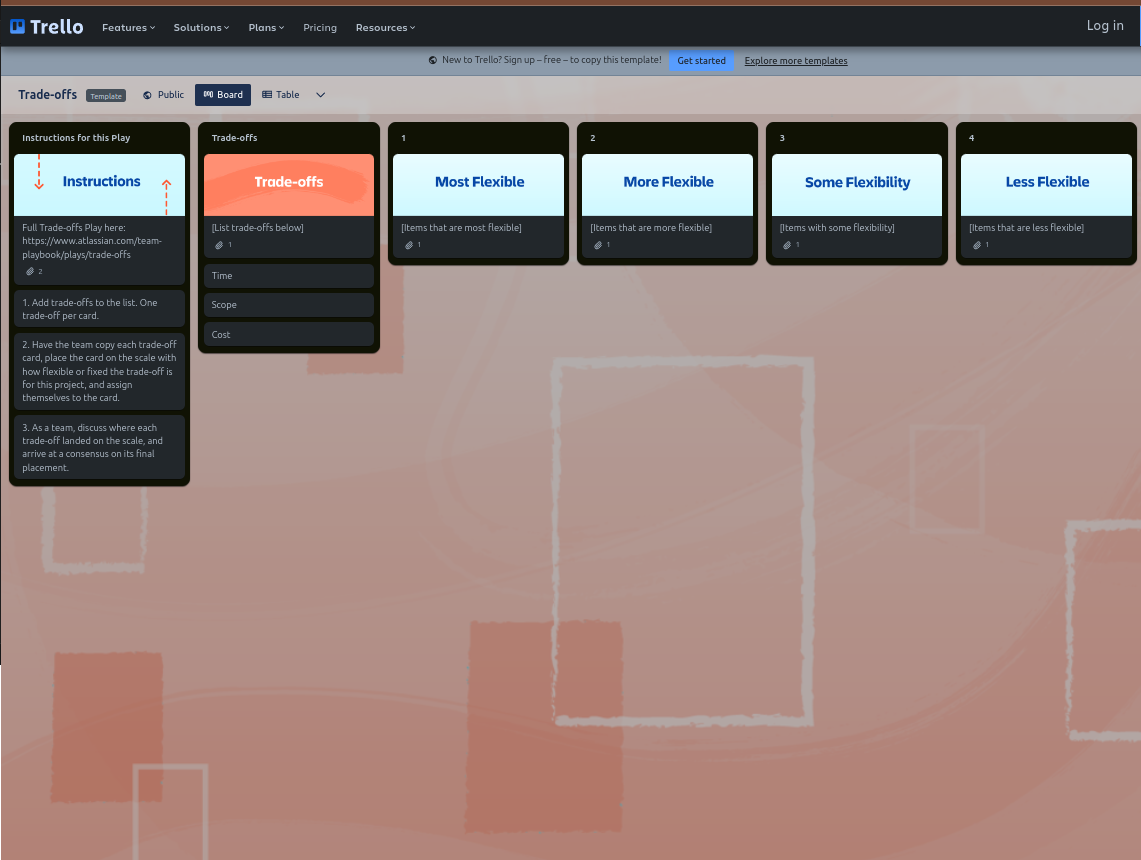 Trello
Features
Solutions
Plans
Pricing
Resources
Log in
New to Trello? Sign up – free – to copy this template!
Get started
Explore more templates
Trade-offs
Template
Public
Board
Table
Instructions for this Play
Instructions
Full Trade-offs Play here:
https://www.atlassian.com/team-
playbook/plays/trade-offs
2
1. Add trade-offs to the list. One
trade-off per card.
2. Have the team copy each trade-off
card, place the card on the scale with
how flexible or fixed the trade-off is
for this project, and assign
themselves to the card.
3. As a team, discuss where each
trade-off landed on the scale, and
arrive at a consensus on its final
placement.
Trade-offs
Trade-offs
[List trade-offs below]
1
Time
Scope
Cost
1
Most Flexible
[Items that are most flexible]
1
2
More Flexible
[Items that are more flexible]
1
3
Some Flexibility
[Items with some flexibility]
1
4
Less Flexible
[Items that are less flexible]
1